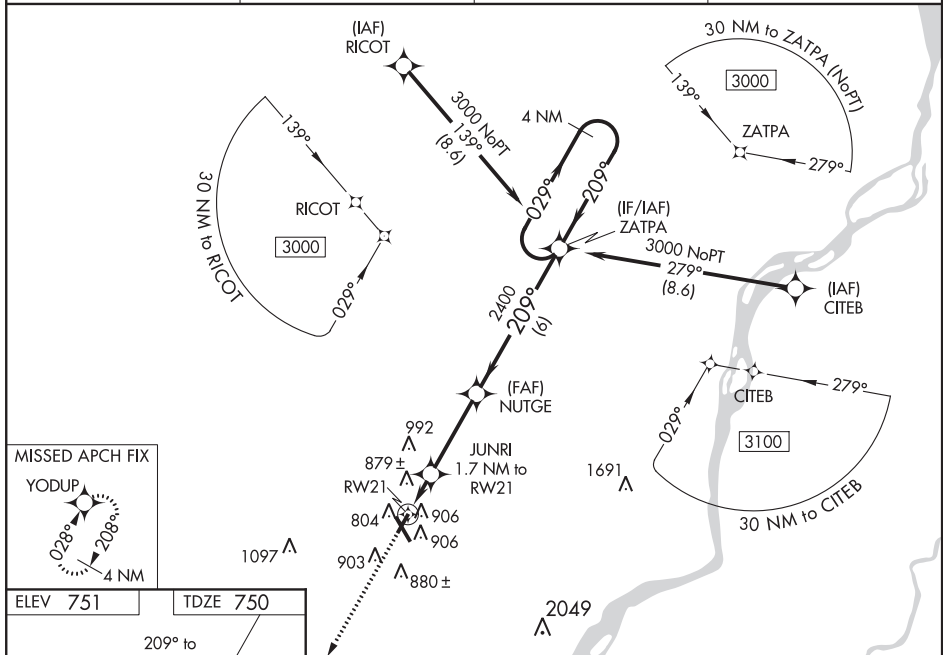 (IAF)
RICOT
3000 NoPT
139°
(8.6)
4 NM
029°
209°
30 NM to ZATPA (NoPT)
3000
139°
ZATPA
279°
139°
RICOT
3000
30 NM to RICOT
029°
(IF/IAF)
ZATPA
3000 NoPT
279°
(8.6)
(IAF)
CITEB
2400
209°
(6)
(FAF)
NUTGE
CITEB
279°
029°
3100
30 NM to CITEB
992
879 ±
JUNRI
1.7 NM to
RW21
RW21
804
906
906
1691
1097
903
880 ±
2049
MISSED APCH FIX
YODUP
028°
208°
4 NM
ELEV 751
TDZE 750
209° to